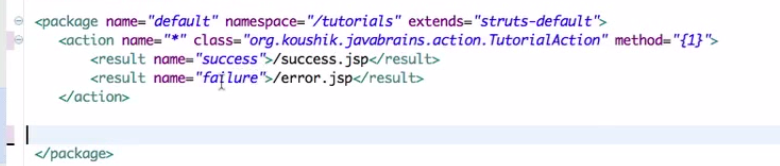 <package name="default" namespace="/tutorials" extends="struts-default">
<action name="*" class="org.koushik.javabrains.action.TutorialAction" method="{1}">
<result name="success">/success.jsp</result>
<result name="failure">/error.jsp</result>
</action>
</package>